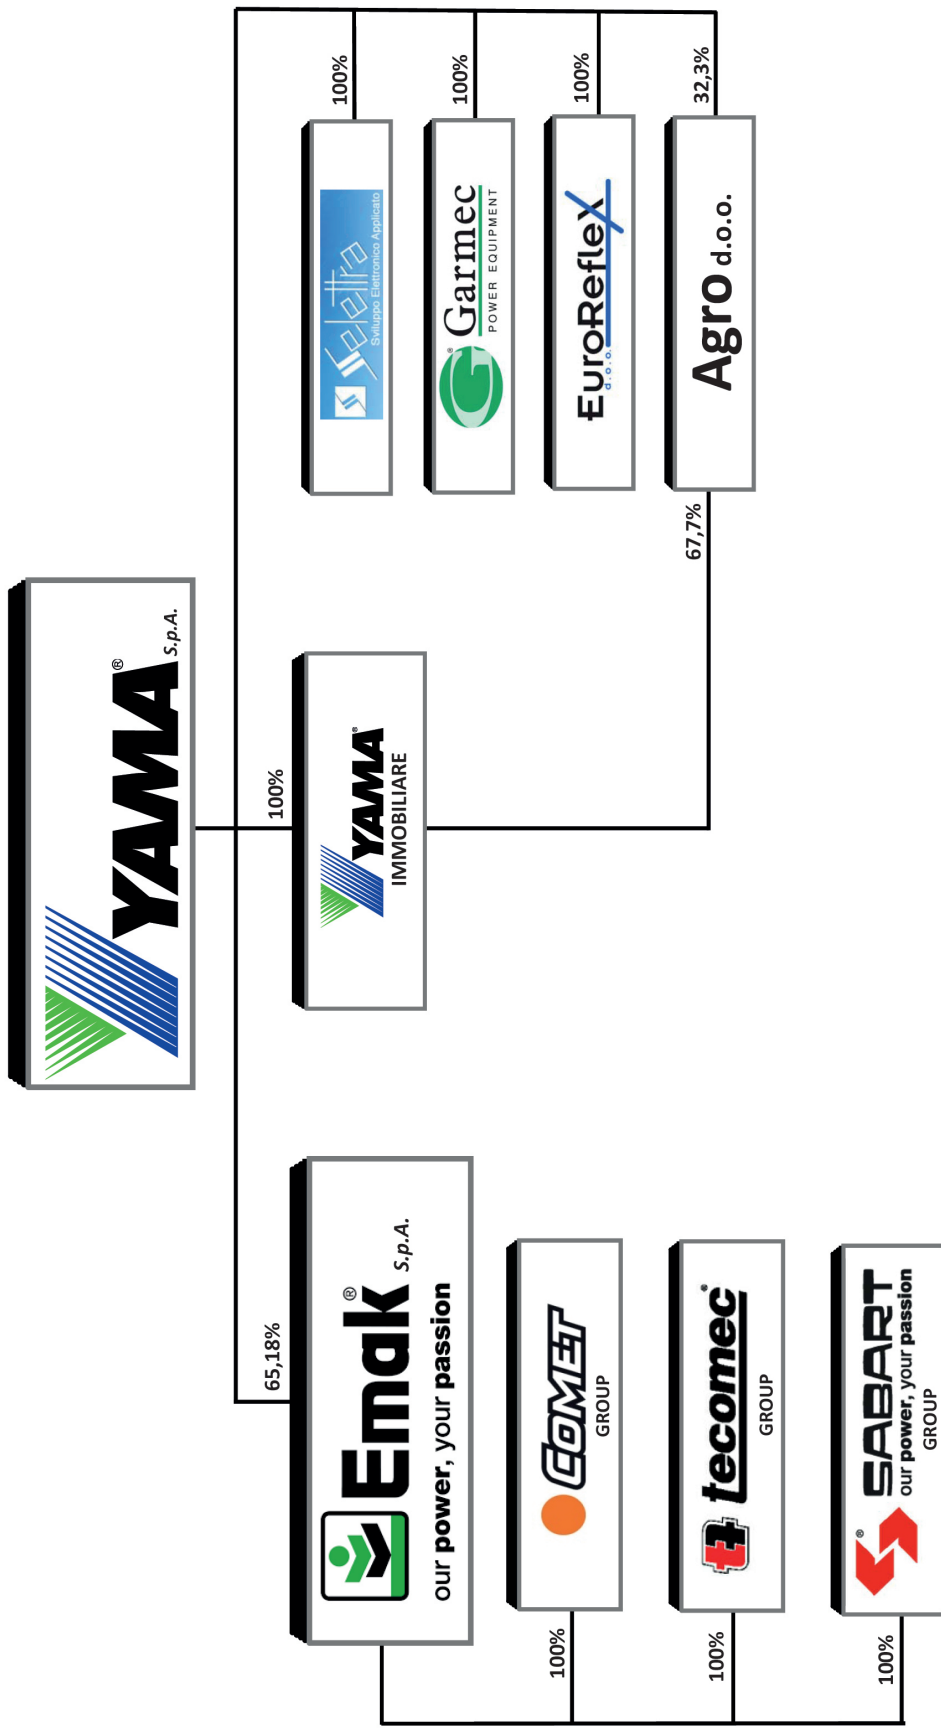 YAMA® S.p.A.
65,18%
100%
Emak® S.p.A.
our power, your passion
YAMA®
IMMOBILIARE
Selettra
Sviluppo Elettronico Applicato
100%
100%
COMET
GROUP
G® Garmec
POWER EQUIPMENT
100%
100%
tecomec®
GROUP
EuroReflex
d.o.o.
100%
100%
SABART®
our power, your passion
GROUP
67,7%
Agro d.o.o.
32,3%